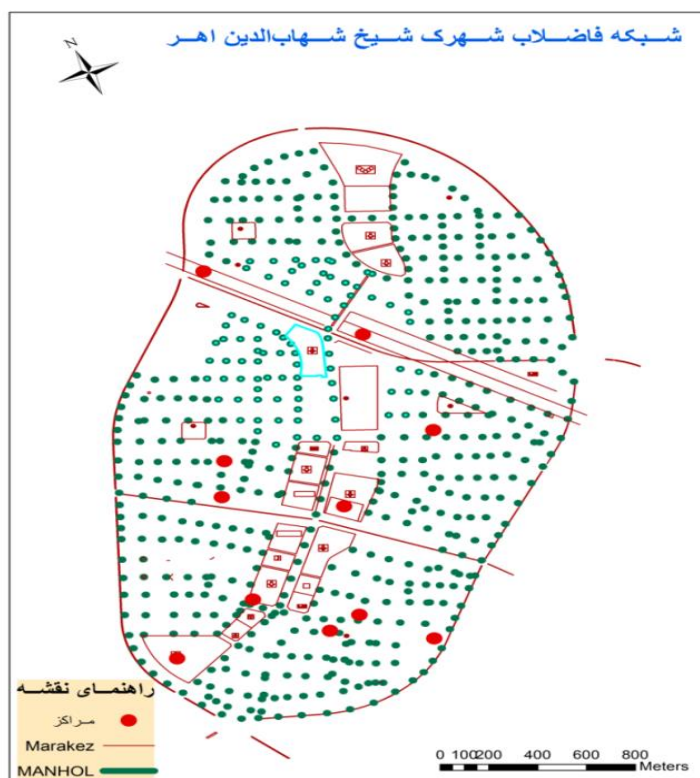 شبکه فاضلاب شهرک شیخ شهاب‌الدین اهر
N
راهنمای نقشه
مراکز
Marakez
MANHOL
0 100200 400 600 800
Meters